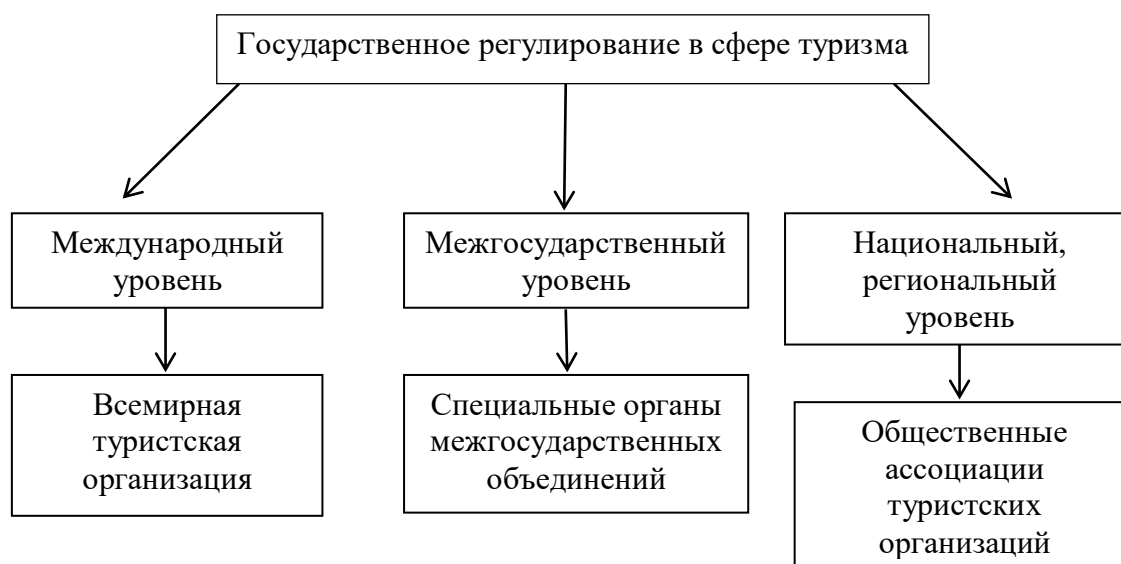 Государственное регулирование в сфере туризма
Международный
уровень
Межгосударственный
уровень
Национальный,
региональный
уровень
Всемирная
туристская
организация
Специальные органы
межгосударственных
объединений
Общественные
ассоциации
туристских
организаций